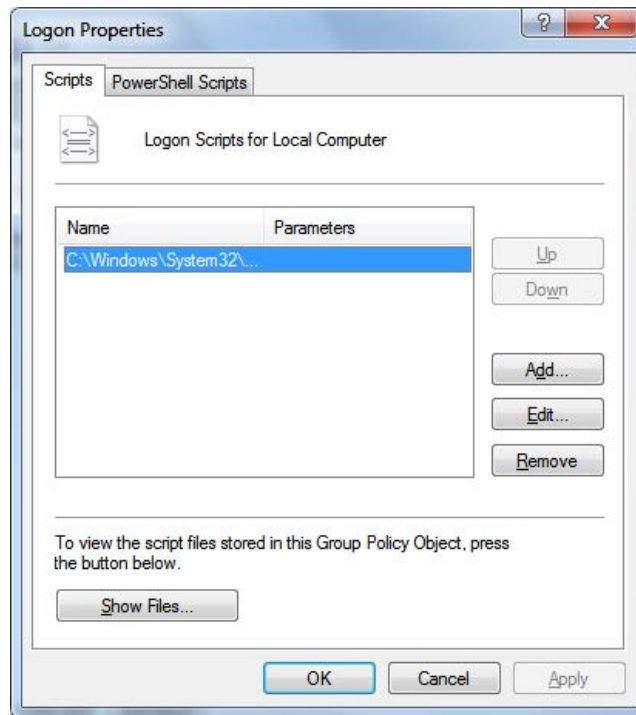 Logon Properties
Scripts
PowerShell Scripts
Logon Scripts for Local Computer
Name Parameters
C:\Windows\System32\...
Up
Down
Add...
Edit...
Remove
To view the script files stored in this Group Policy Object, press
the button below.
Show Files...
OK Cancel Apply